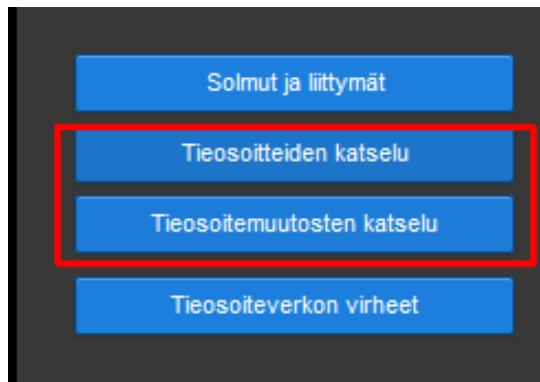 Solmut ja liittymät
Tieosoitteiden katselu
Tieosoitemuutosten katselu
Tieosoiteverkon virheet